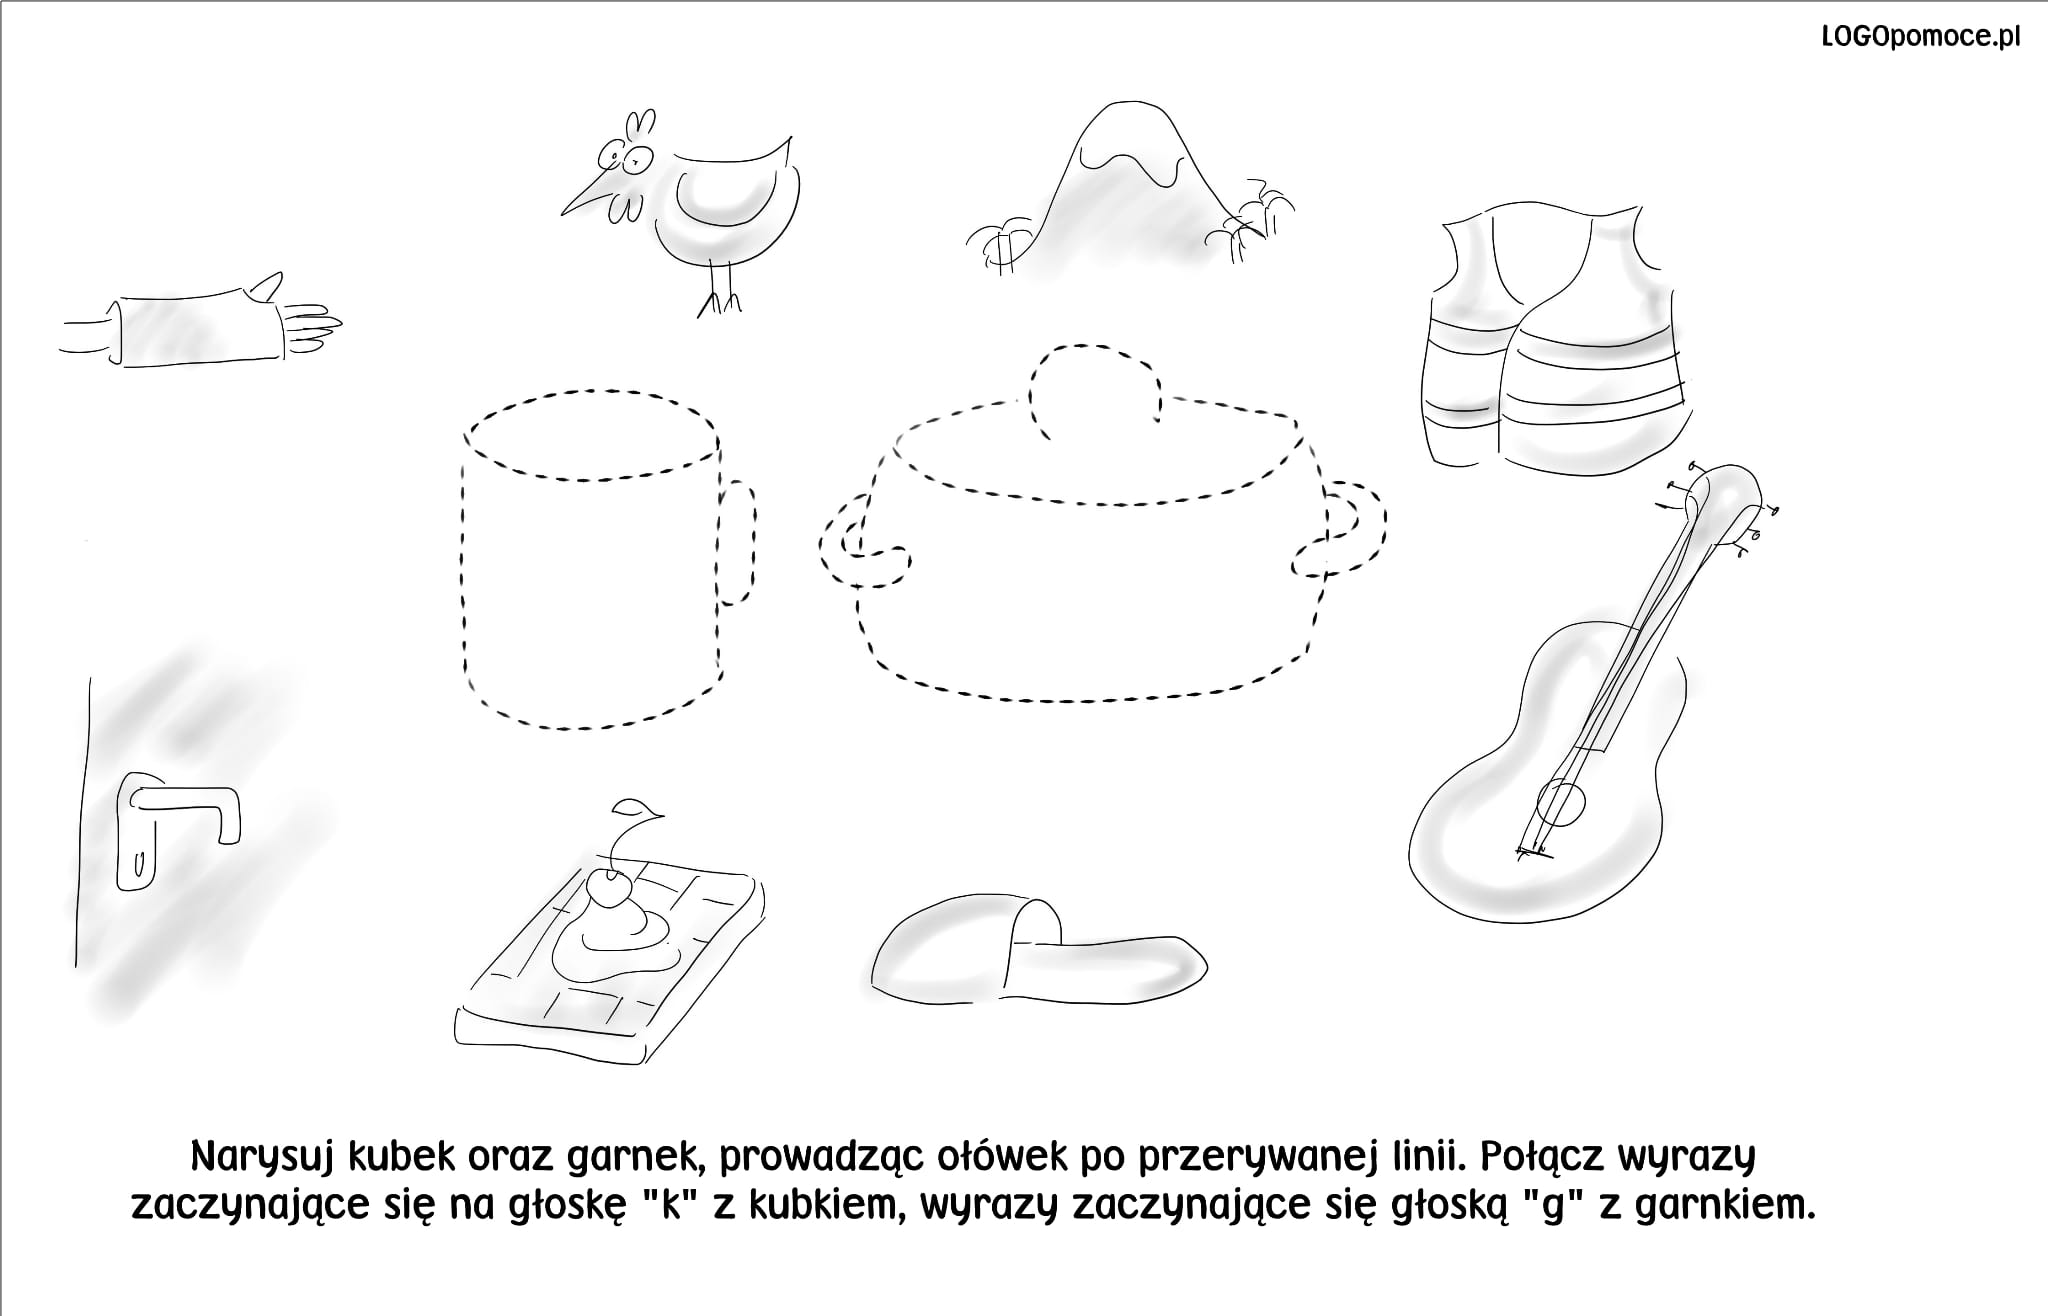 LOGOpomoce.pl
Narysuj kubek oraz garnek, prowadząc ołówek po przerywanej linii. Połącz wyrazy
zaczynające się na głoskę "k" z kubkiem, wyrazy zaczynające się głoską "g" z garnkiem.